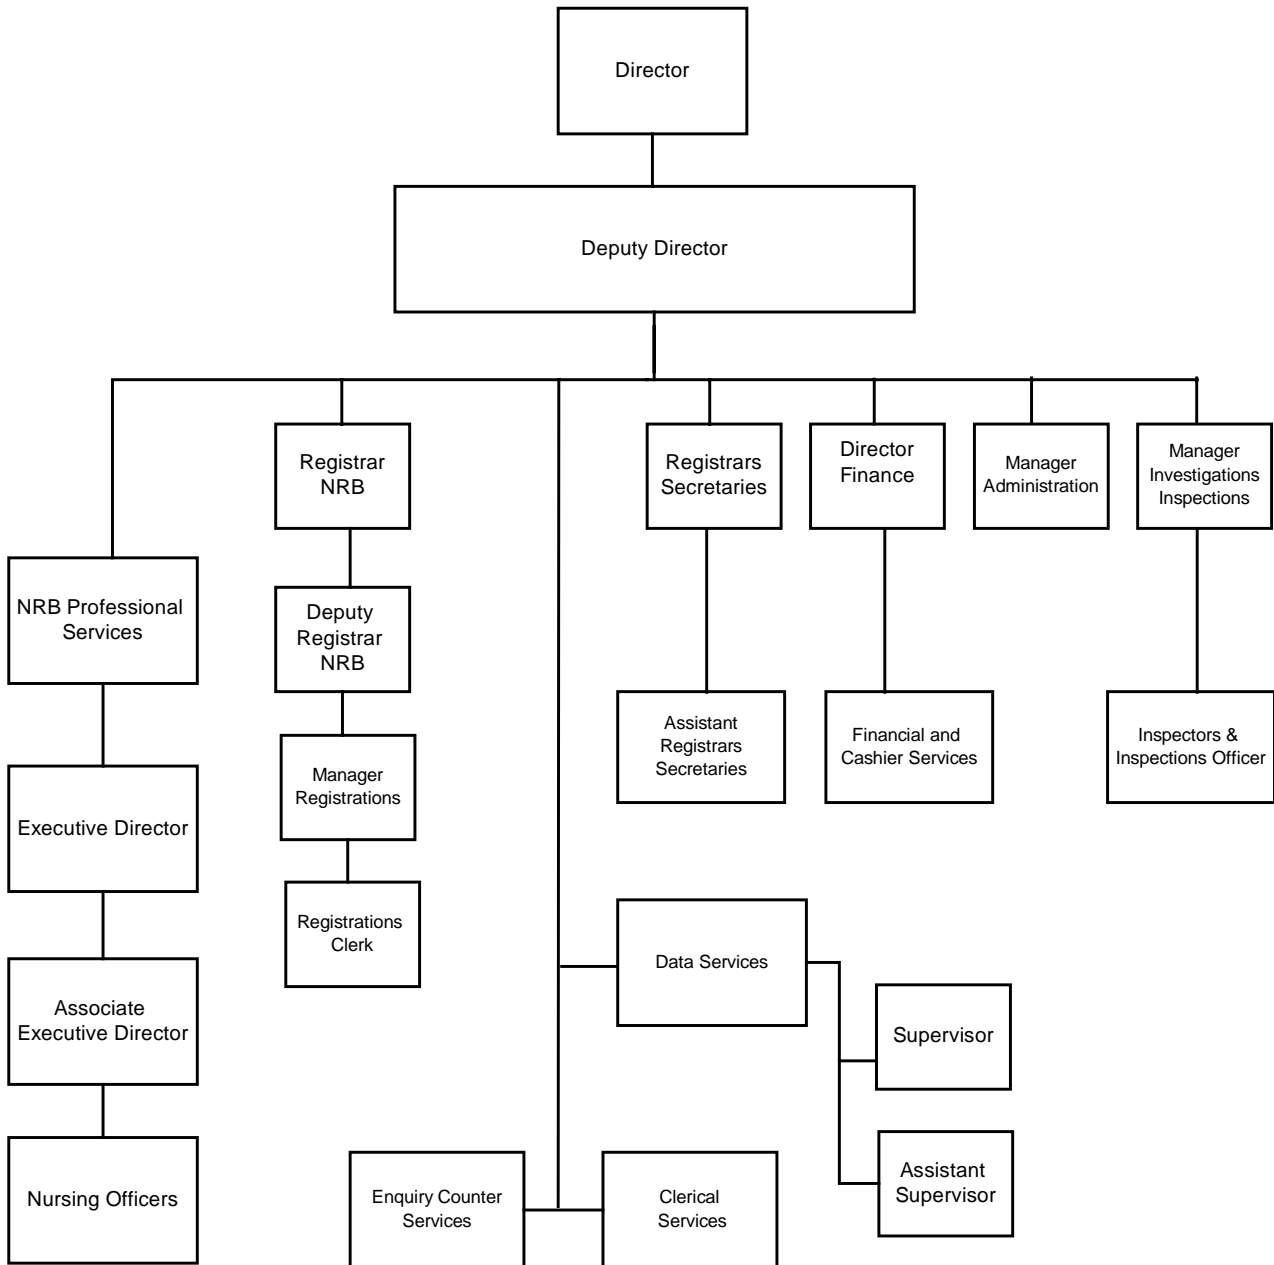 Director
Deputy Director
Registrar
NRB
Registrars
Secretaries
Director
Finance
Manager
Administration
Manager
Investigations
Inspections
NRB Professional
Services
Deputy
Registrar
NRB
Assistant
Registrars
Secretaries
Financial and
Cashier Services
Inspectors &
Inspections Officer
Manager
Registrations
Executive Director
Registrations
Clerk
Data Services
Associate
Executive Director
Supervisor
Assistant
Supervisor
Nursing Officers
Enquiry Counter
Services
Clerical
Services